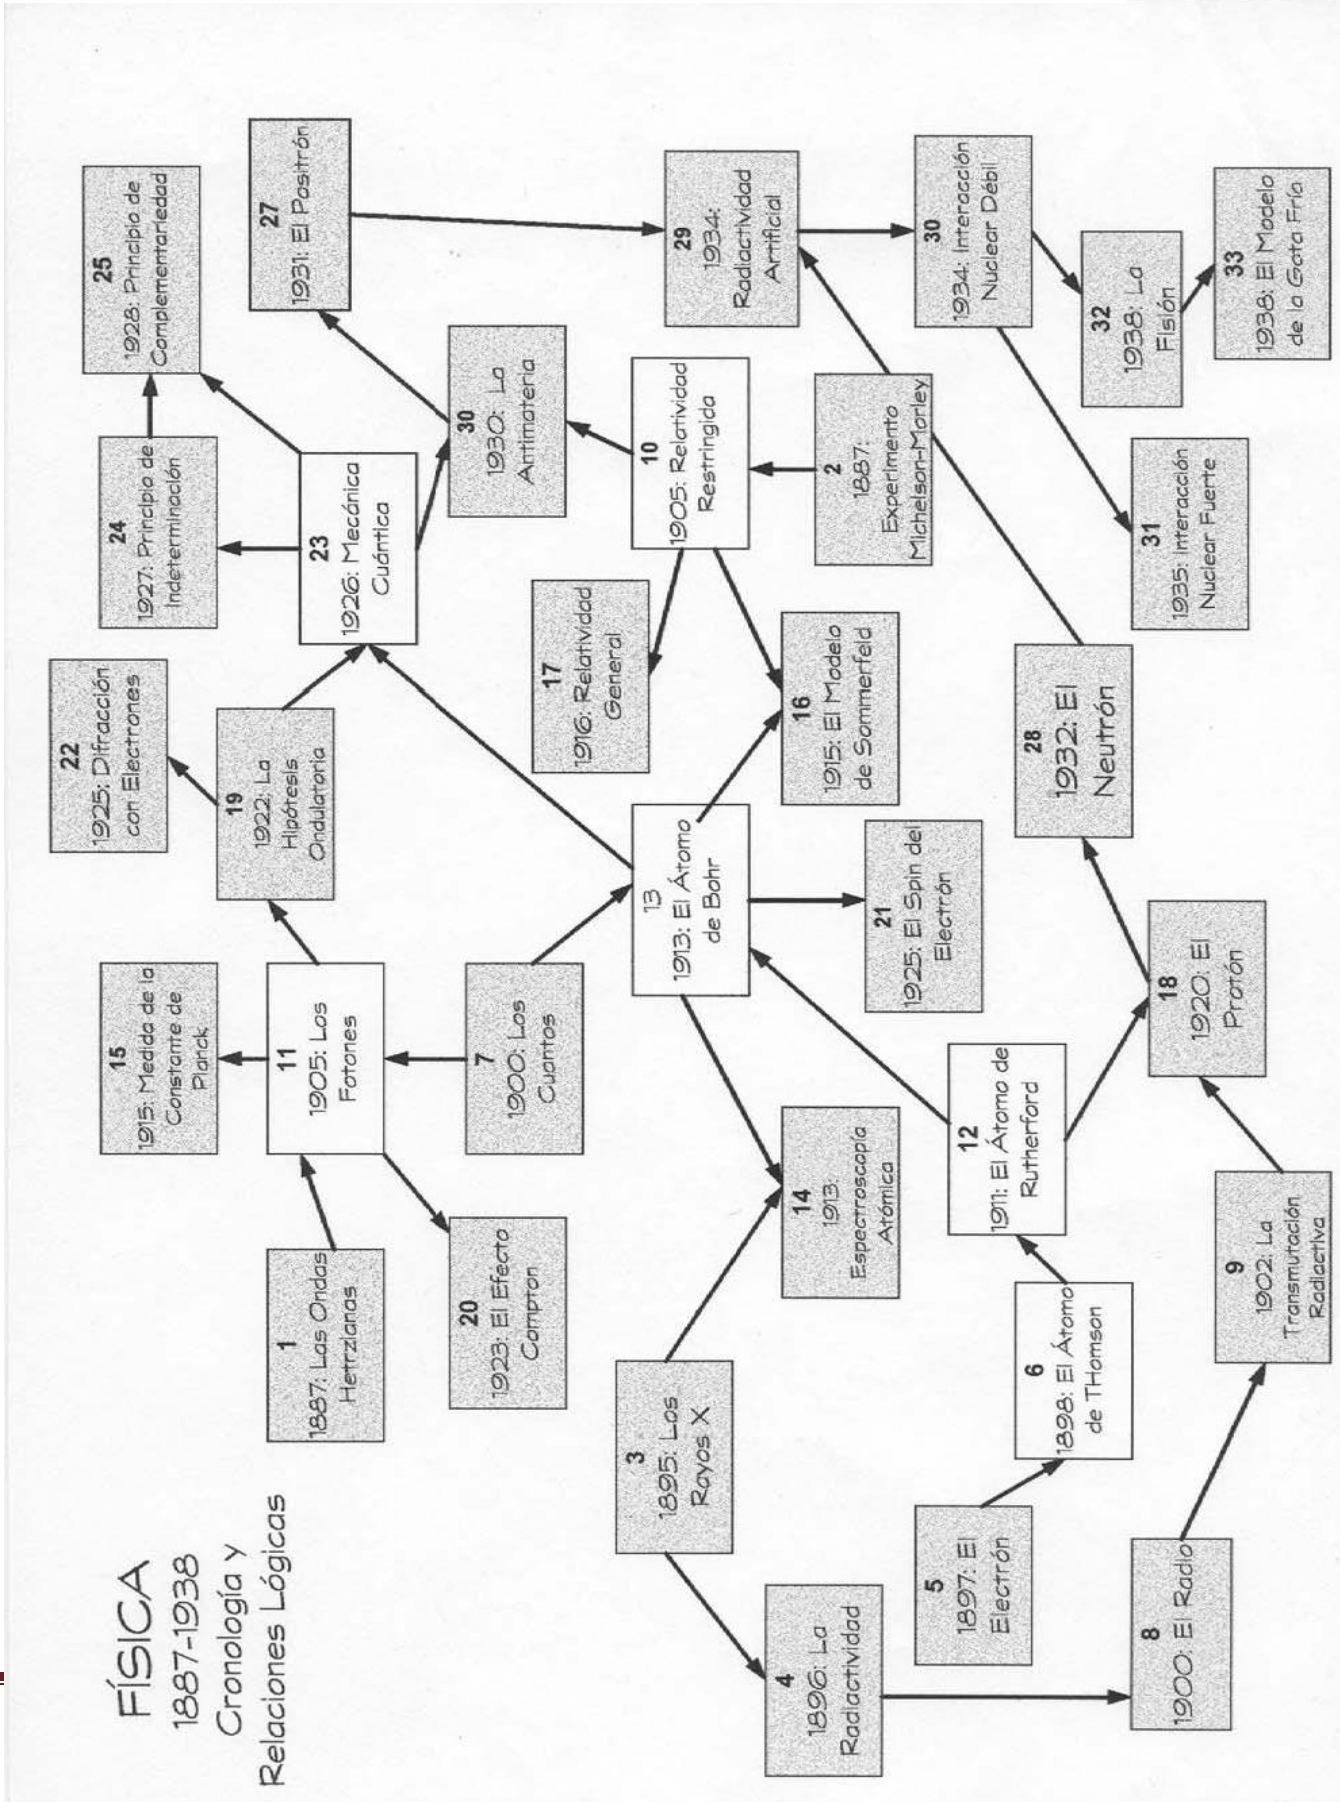 FÍSICA
1887-1938
Cronología y
Relaciones Lógicas
1
1887: Las Ondas
Hetrzianas
15
1915: Medida de la
Constante de
Planck
11
1905: Los
Fotones
20
1923: El Efecto
Compton
7
1900: Los
Cuantos
22
1925: Difracción
con Electrones
19
1922: La
Hipótesis
Ondulatoria
24
1927: Principio de
Indeterminación
23
1926: Mecánica
Cuántica
25
1928: Principio de
Complementariedad
27
1931: El Positrón
30
1930: La
Antimateria
3
1895: Los
Rayos X
13
1913: El Átomo
de Bohr
17
1916: Relatividad
General
10
1905: Relatividad
Restringida
29
1934:
Radiactividad
Artificial
4
1896: La
Radiactividad
14
1913:
Espectroscopía
Atómica
21
1925: El Spin del
Electrón
16
1915: El Modelo
de Sommerfeld
2
1887:
Experimento
Michelson-Morley
30
1934: Interacción
Nuclear Débil
5
1897: El
Electrón
6
1898: El Átomo
de THomson
12
1911: El Átomo de
Rutherford
28
1932: El
Neutrón
32
1938: La
Fisión
8
1900: El Radio
9
1902: La
Transmutación
Radiactiva
18
1920: El
Protón
31
1935: Interacción
Nuclear Fuerte
33
1938: El Modelo
de la Gota Fría